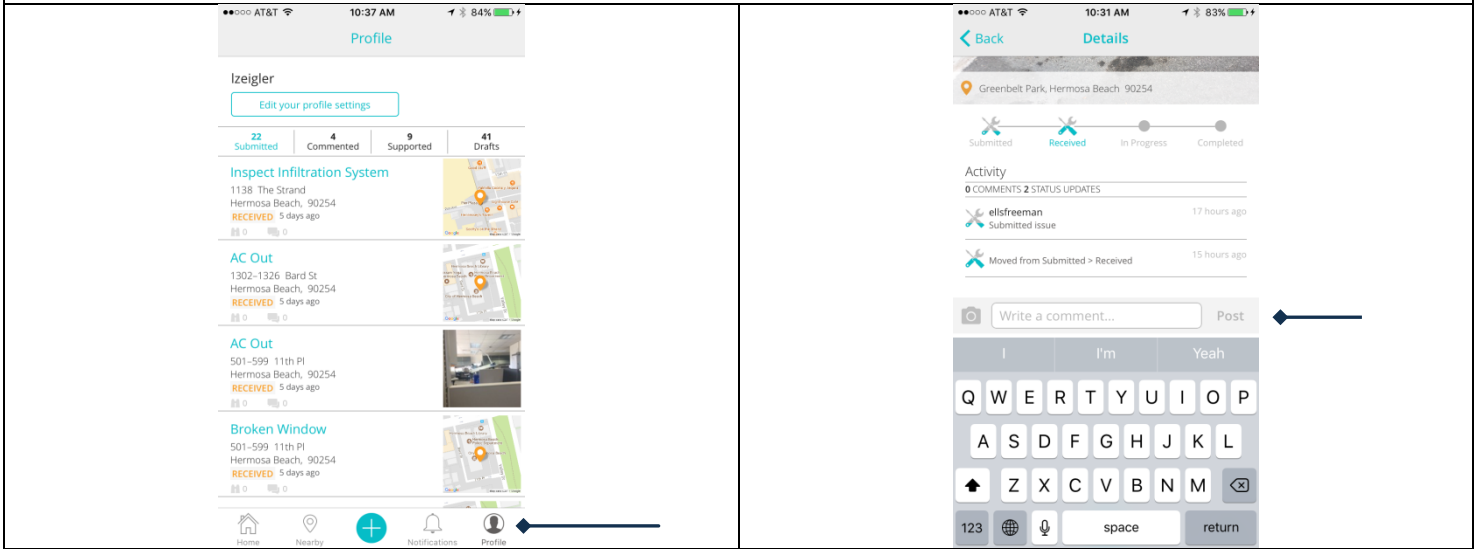 ●●○○○ AT&T 10:37 AM 84%
Profile
lzeigler
Edit your profile settings
22 4 9 41
Submitted Commented Supported Drafts
Inspect Infiltration System
1138 The Strand
Hermosa Beach, 90254
RECEIVED 5 days ago
0 0
AC Out
1302–1326 Bard St
Hermosa Beach, 90254
RECEIVED 5 days ago
0 0
AC Out
501–599 11th Pl
Hermosa Beach, 90254
RECEIVED 5 days ago
0 0
Broken Window
501–599 11th Pl
Hermosa Beach, 90254
RECEIVED 5 days ago
0 0
Home Nearby Notifications Profile
●●○○○ AT&T 10:31 AM 83%
Back Details
Greenbelt Park, Hermosa Beach 90254
Submitted Received In Progress Completed
Activity
0 COMMENTS 2 STATUS UPDATES
ellsfreeman 17 hours ago
Submitted issue
Moved from Submitted > Received 15 hours ago
Write a comment... Post
I I'm Yeah
Q W E R T Y U I O P
A S D F G H J K L
Z X C V B N M
123 space return